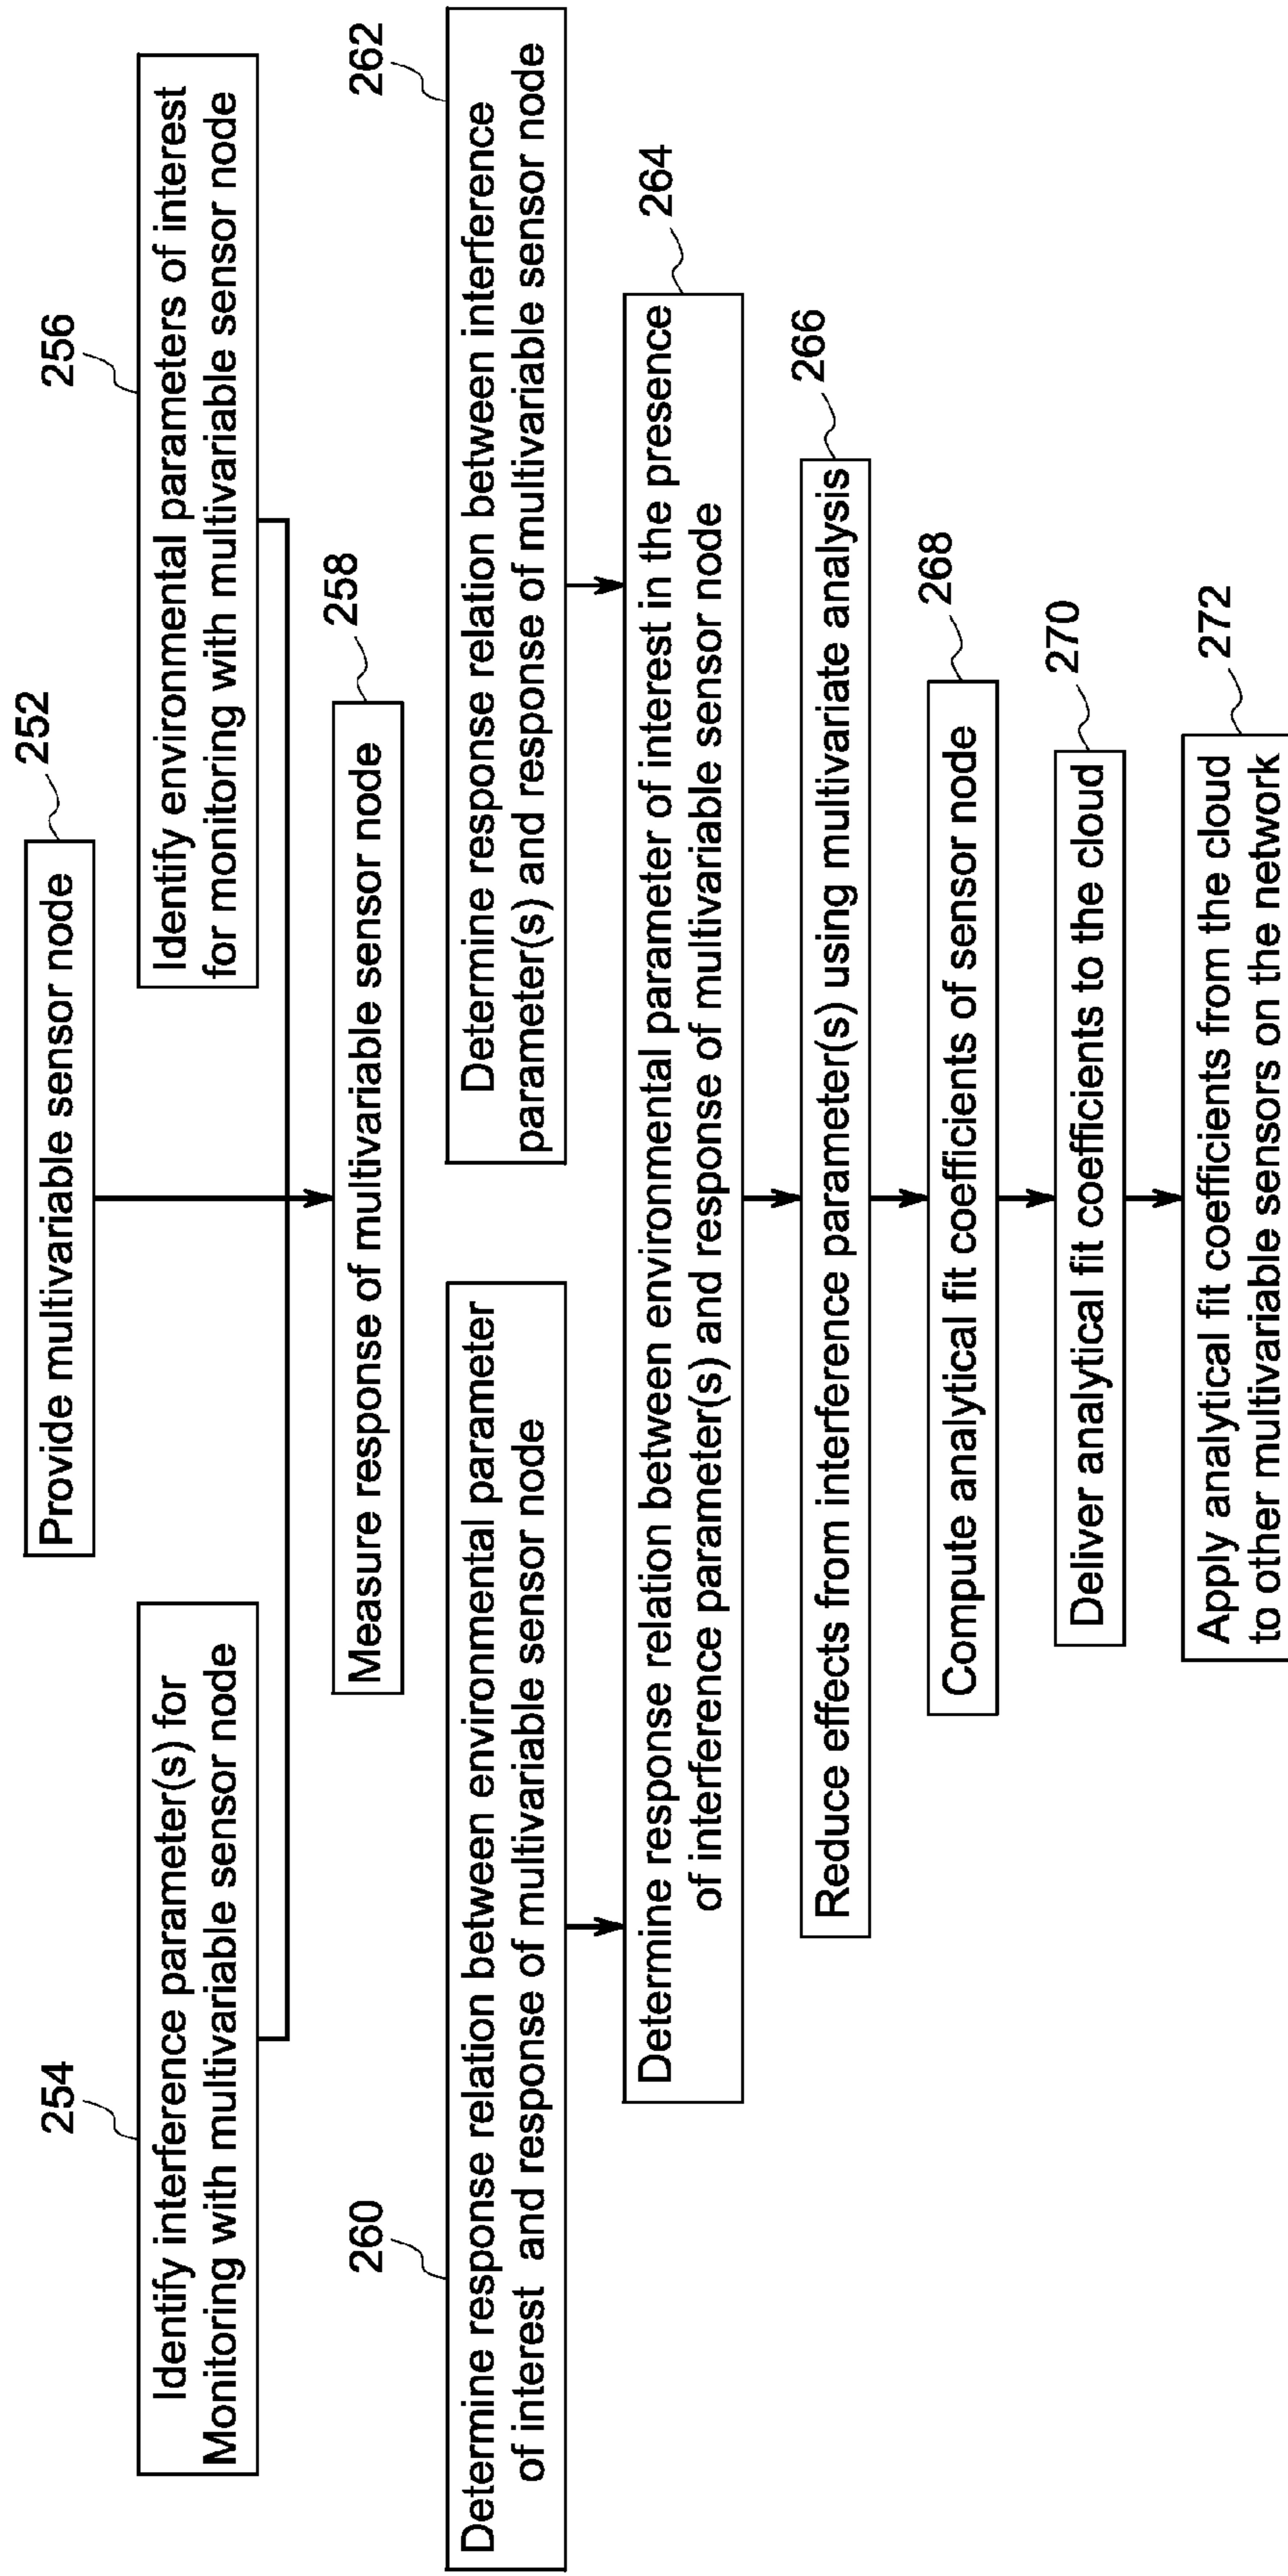 252
Provide multivariable sensor node
254
Identify interference parameter(s) for
Monitoring with multivariable sensor node
256
Identify environmental parameters of interest
for monitoring with multivariable sensor node
258
Measure response of multivariable sensor node
260
Determine response relation between environmental parameter
of interest and response of multivariable sensor node
262
Determine response relation between interference
parameter(s) and response of multivariable sensor node
264
Determine response relation between environmental parameter of interest in the presence
of interference parameter(s) and response of multivariable sensor node
266
Reduce effects from interference parameter(s) using multivariate analysis
268
Compute analytical fit coefficients of sensor node
270
Deliver analytical fit coefficients to the cloud
272
Apply analytic fit coefficients from the cloud
to other multivariable sensors on the network